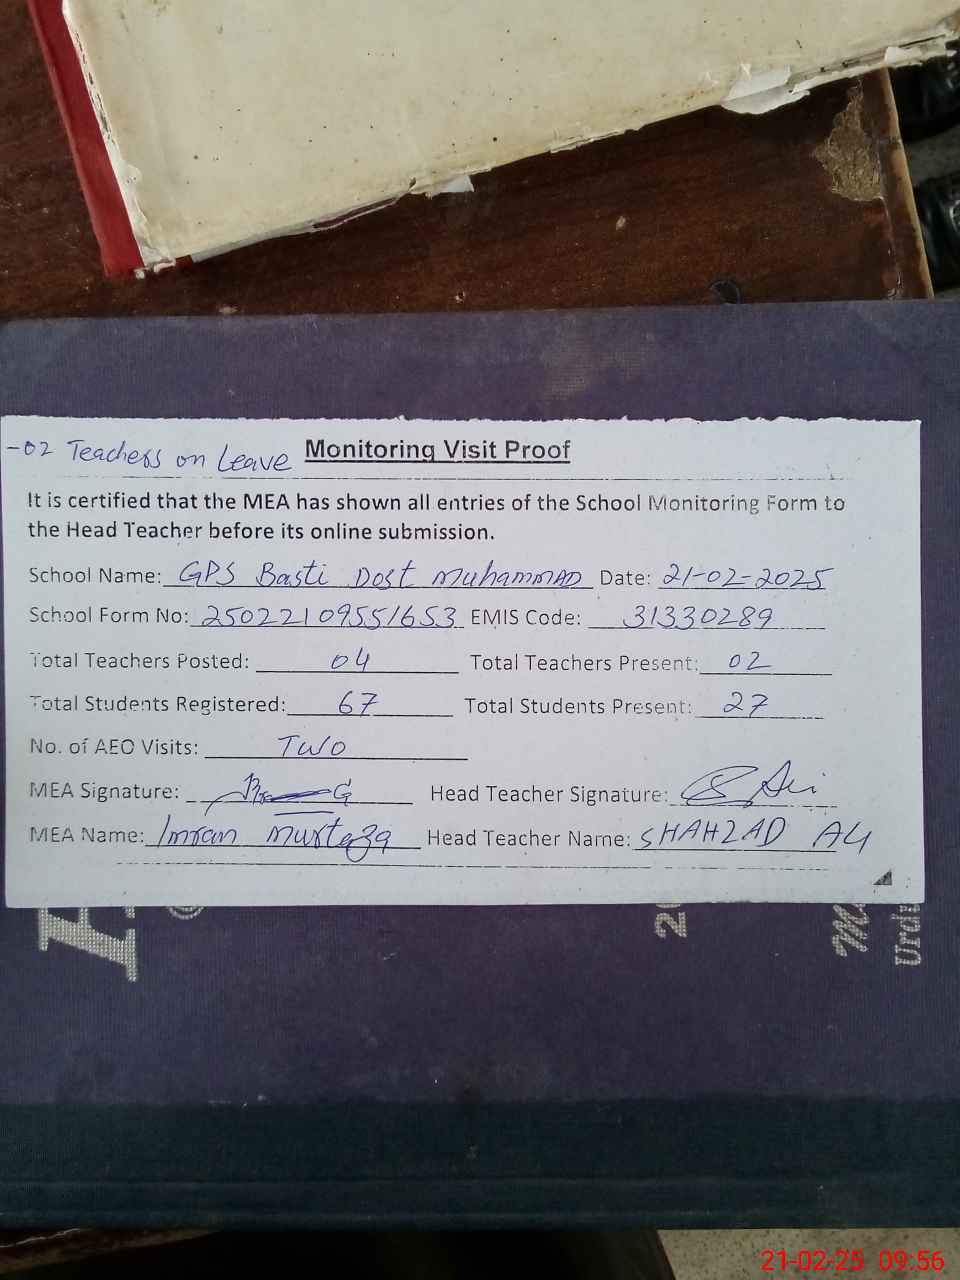 -02 Teachers on Leave Monitoring Visit Proof
It is certified that the MEA has shown all entries of the School Monitoring Form to
the Head Teacher before its online submission.
School Name: GPS Basti Dost Muhammad Date: 21-02-2025
School Form No: 25022109551653 EMIS Code: 31330289
Total Teachers Posted: 04 Total Teachers Present: 02
Total Students Registered: 67 Total Students Present: 27
No. of AEO Visits: Two
MEA Signature: Head Teacher Signature:
MEA Name: Imran Murtaza Head Teacher Name: SHAHZAD Ali
Urdu
21-02-25 09:56